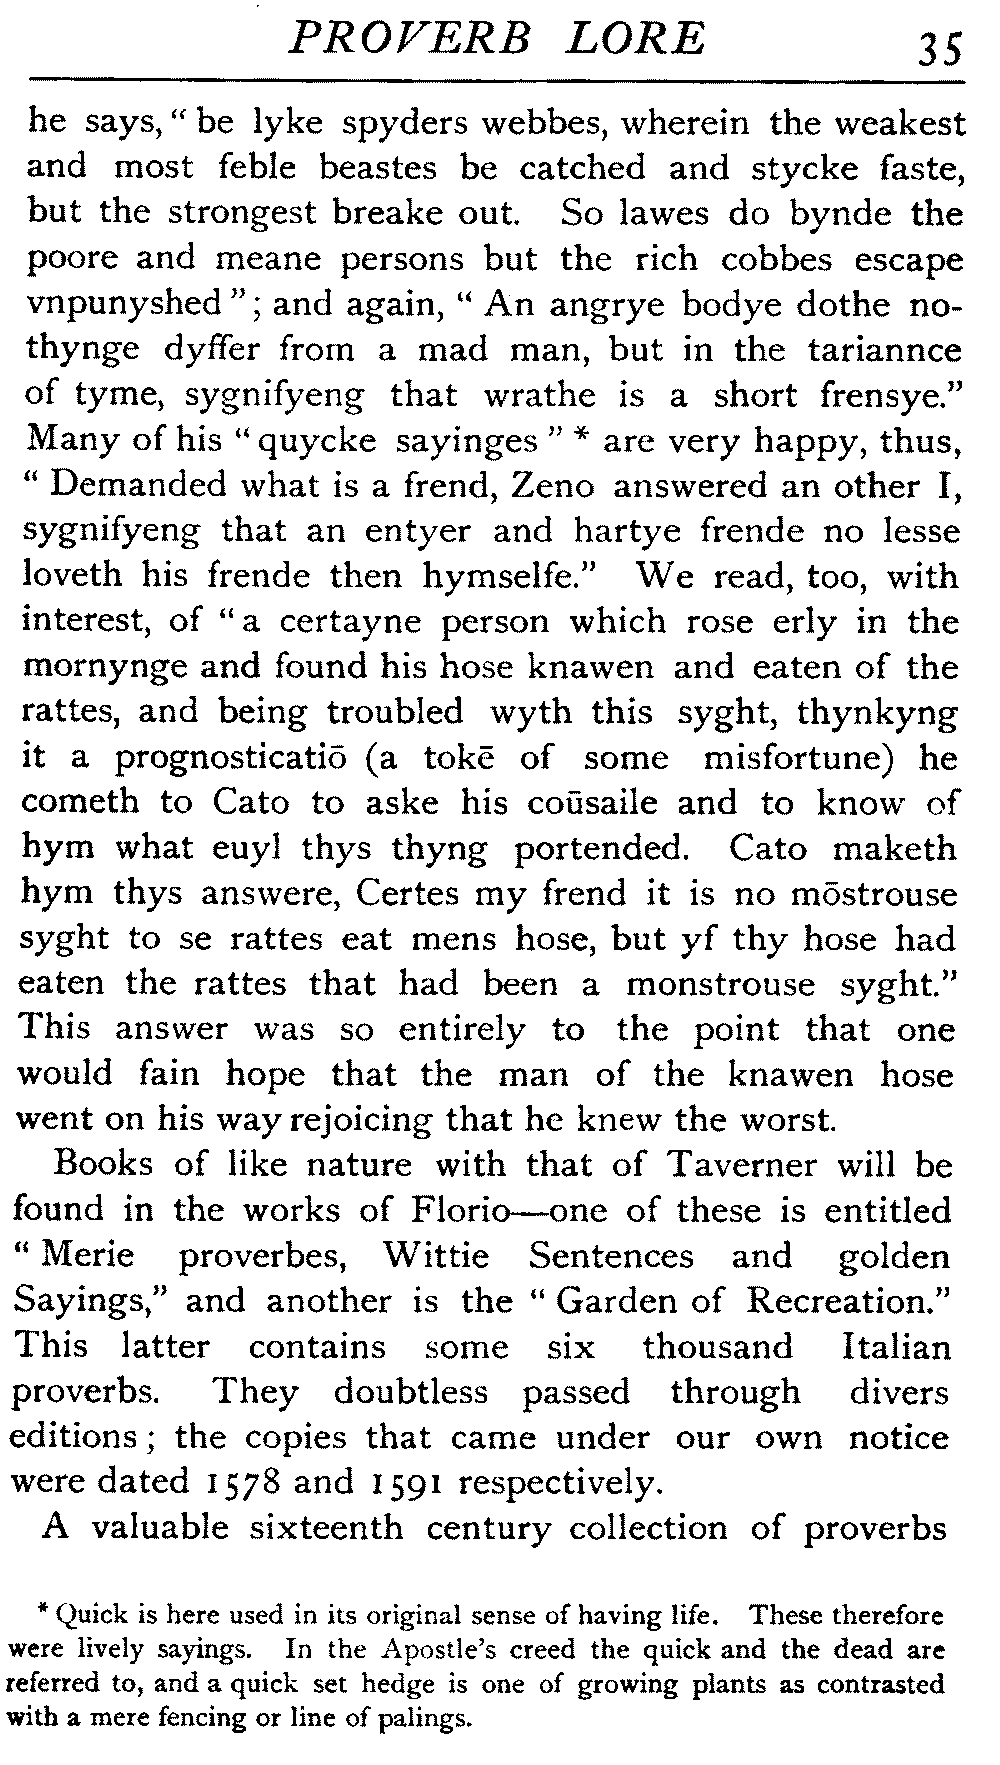 PROVERB LORE 35
he says, “ be lyke spyders webbes, wherein the weakest
and most feble beastes be catched and stycke faste,
but the strongest breake out. So lawes do bynde the
poore and meane persons but the rich cobbes escape
vnpunyshed ” ; and again, “ An angrye bodye dothe no-
thynge dyffer from a mad man, but in the tariannce
of tyme, sygnifyeng that wrathe is a short frensye.”
Many of his “ quycke sayinges ” * are very happy, thus,
“ Demanded what is a frend, Zeno answered an other I,
sygnifyeng that an entyer and hartye frende no lesse
loveth his frende then hymselfe.” We read, too, with
interest, of “ a certayne person which rose erly in the
mornynge and found his hose knawen and eaten of the
rattes, and being troubled wyth this syght, thynkyng
it a prognosticatiō (a tokē of some misfortune) he
cometh to Cato to aske his coūsaile and to know of
hym what euyl thys thyng portended. Cato maketh
hym thys answere, Certes my frend it is no mōstrouse
syght to se rattes eat mens hose, but yf thy hose had
eaten the rattes that had been a monstrouse syght.”
This answer was so entirely to the point that one
would fain hope that the man of the knawen hose
went on his way rejoicing that he knew the worst.
Books of like nature with that of Taverner will be
found in the works of Florio—one of these is entitled
“ Merie proverbes, Wittie Sentences and golden
Sayings,” and another is the “ Garden of Recreation.”
This latter contains some six thousand Italian
proverbs. They doubtless passed through divers
editions ; the copies that came under our own notice
were dated 1578 and 1591 respectively.
A valuable sixteenth century collection of proverbs
* Quick is here used in its original sense of having life. These therefore
were lively sayings. In the Apostle’s creed the quick and the dead are
referred to, and a quick set hedge is one of growing plants as contrasted
with a mere fencing or line of palings.